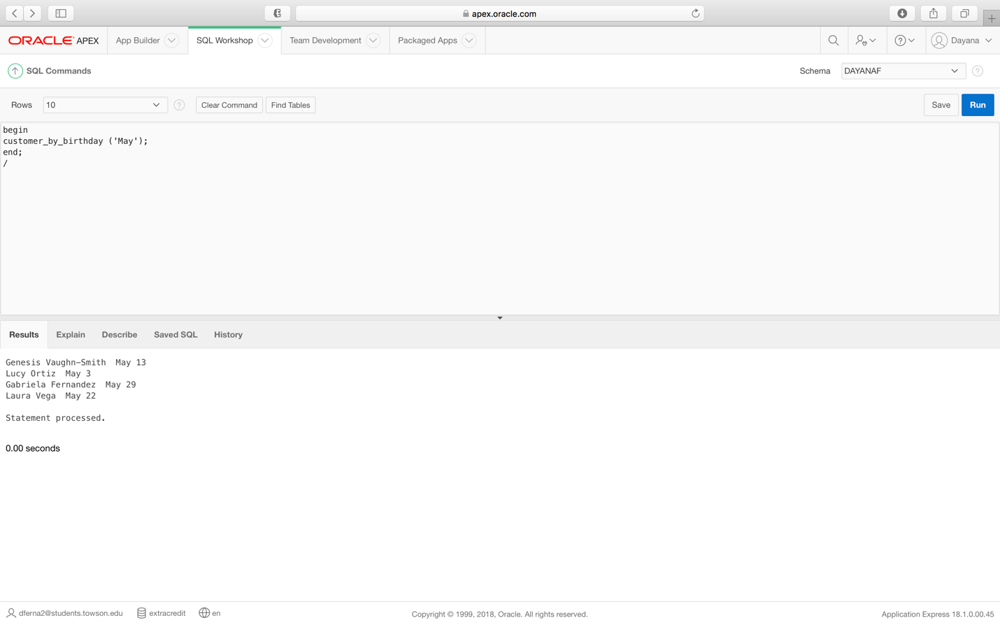 apex.oracle.com
ORACLE APEX App Builder SQL Workshop Team Development Packaged Apps Dayana
SQL Commands Schema DAYANAF
Rows 10 Clear Command Find Tables Save Run
begin
customer_by_birthday ('May');
end;
/
Results Explain Describe Saved SQL History
Genesis Vaughn-Smith  May 13
Lucy Ortiz  May 3
Gabriela Fernandez  May 29
Laura Vega  May 22
Statement processed.
0.00 seconds
dferna2@students.towson.edu extracredit en Copyright © 1999, 2018, Oracle. All rights reserved. Application Express 18.1.0.00.45